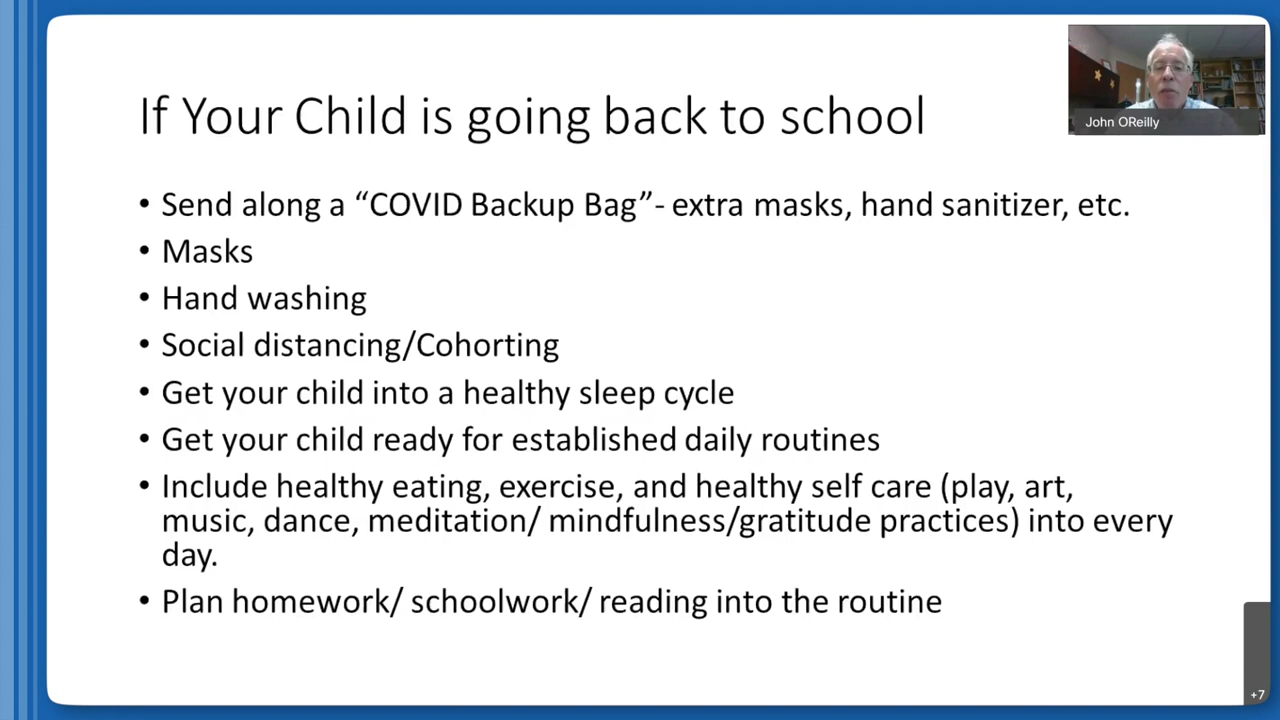 If Your Child is going back to school
John OReilly
• Send along a “COVID Backup Bag”- extra masks, hand sanitizer, etc.
• Masks
• Hand washing
• Social distancing/Cohorting
• Get your child into a healthy sleep cycle
• Get your child ready for established daily routines
• Include healthy eating, exercise, and healthy self care (play, art,
music, dance, meditation/ mindfulness/gratitude practices) into every
day.
• Plan homework/ schoolwork/ reading into the routine
+7